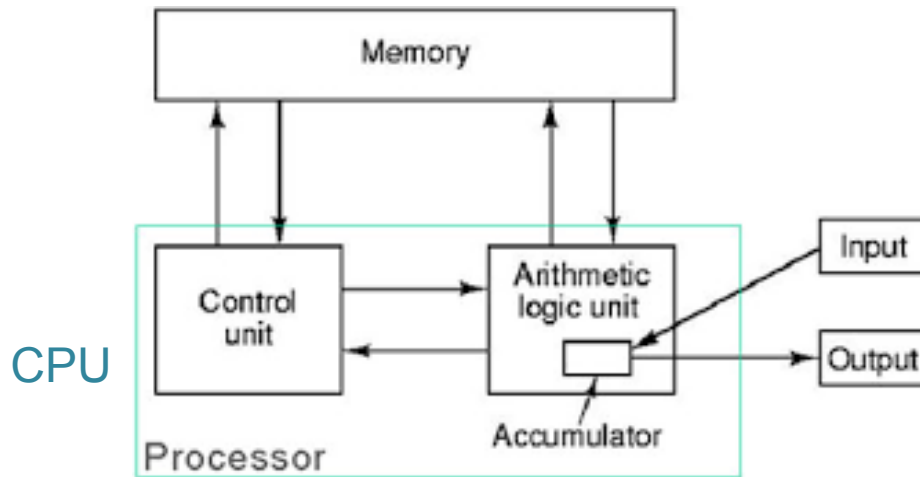 Memory
Control
unit
Arithmetic
logic unit
Input
Output
CPU
Accumulator
Processor